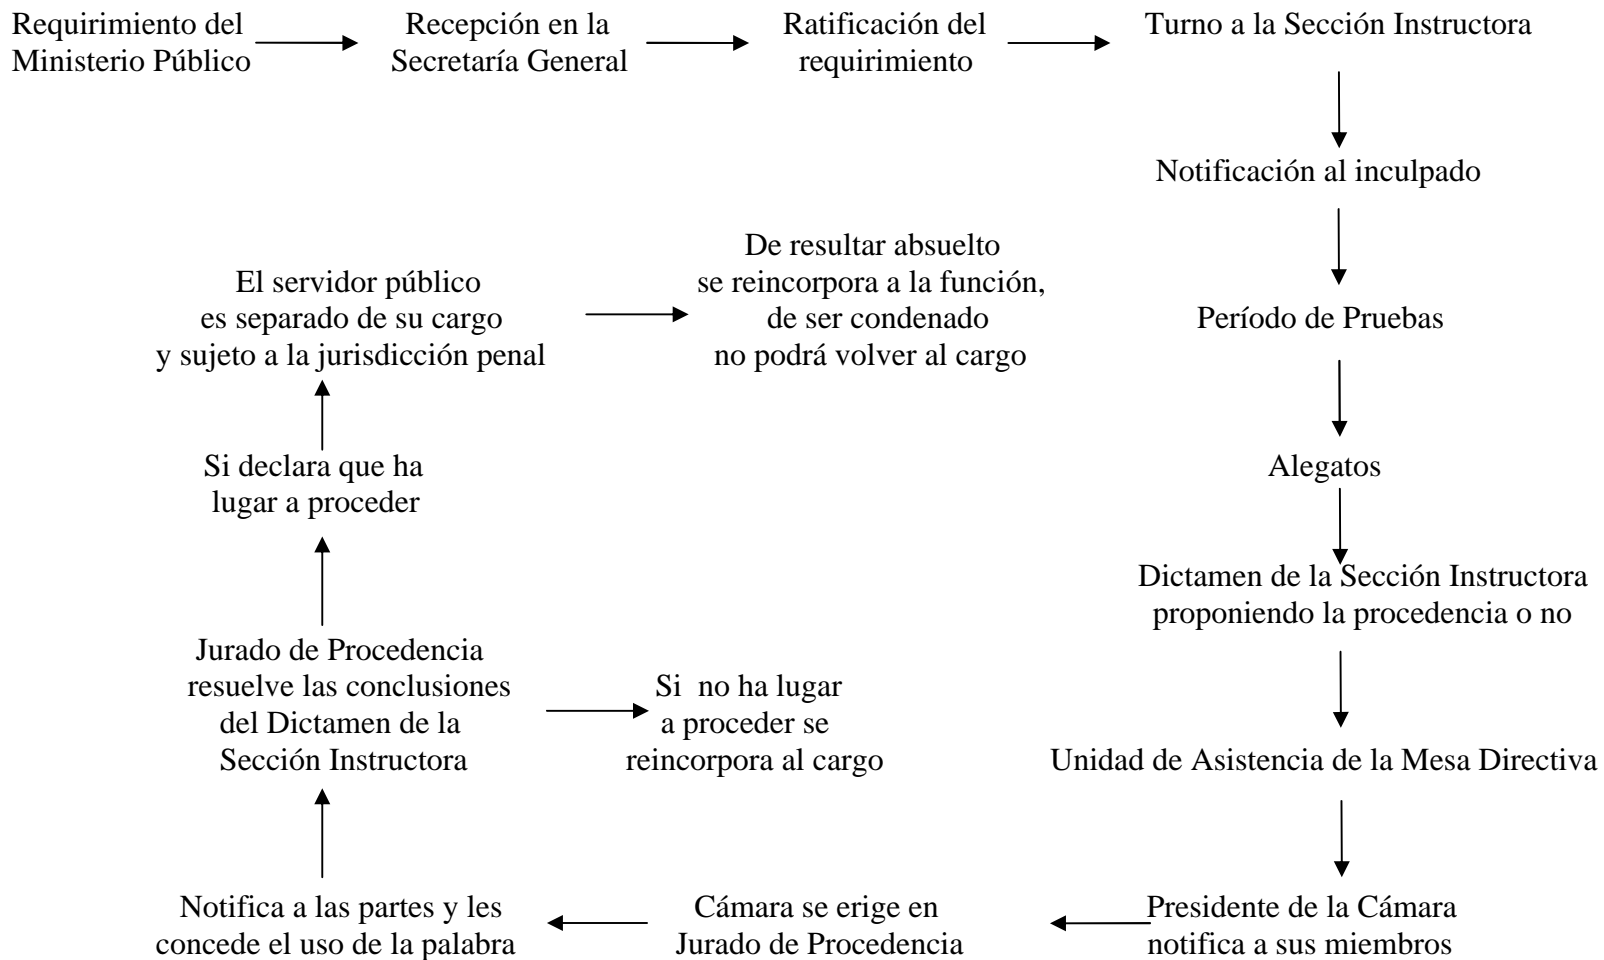 Requirimiento del
Ministerio Público
Recepción en la
Secretaría General
Ratificación del
requirimiento
Turno a la Sección Instructora
Notificación al inculpado
Período de Pruebas
Alegatos
Dictamen de la Sección Instructora
proponiendo la procedencia o no
Unidad de Asistencia de la Mesa Directiva
Presidente de la Cámara
notifica a sus miembros
Cámara se erige en
Jurado de Procedencia
Notifica a las partes y les
concede el uso de la palabra
Jurado de Procedencia
resuelve las conclusiones
del Dictamen de la
Sección Instructora
Si no ha lugar
a proceder se
reincorpora al cargo
Si declara que ha
lugar a proceder
El servidor público
es separado de su cargo
y sujeto a la jurisdicción penal
De resultar absuelto
se reincorpora a la función,
de ser condenado
no podrá volver al cargo